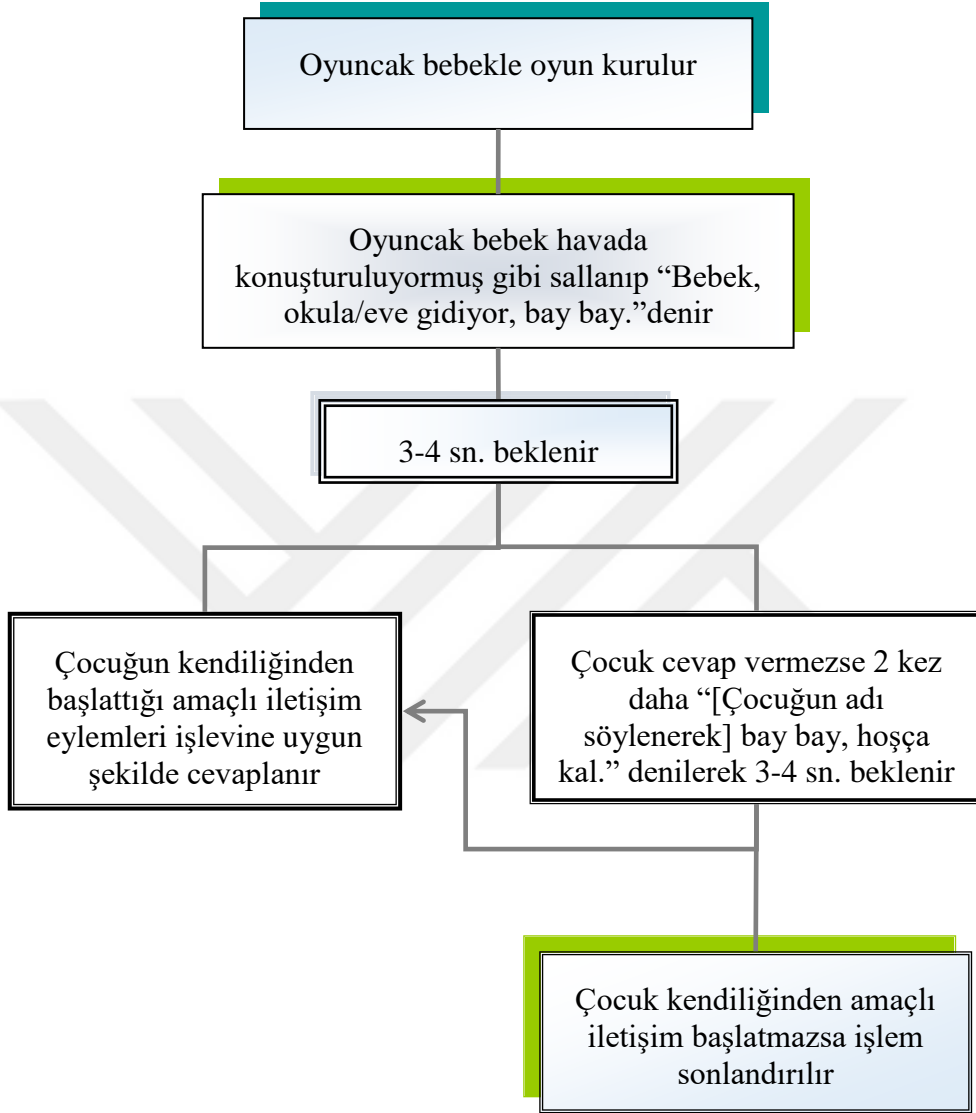 Oyuncak bebekle oyun kurulur
Oyuncak bebek havada
konuşturuluyormuş gibi sallanıp “Bebek,
okula/eve gidiyor, bay bay.”denir
3-4 sn. beklenir
Çocuğun kendiliğinden
başlattığı amaçlı iletişim
eylemleri işlevine uygun
şekilde cevaplanır
Çocuk cevap vermezse 2 kez
daha “[Çocuğun adı
söylenerek] bay bay, hoşça
kal.” denilerek 3-4 sn. beklenir
Çocuk kendiliğinden amaçlı
iletişim başlatmazsa işlem
sonlandırılır